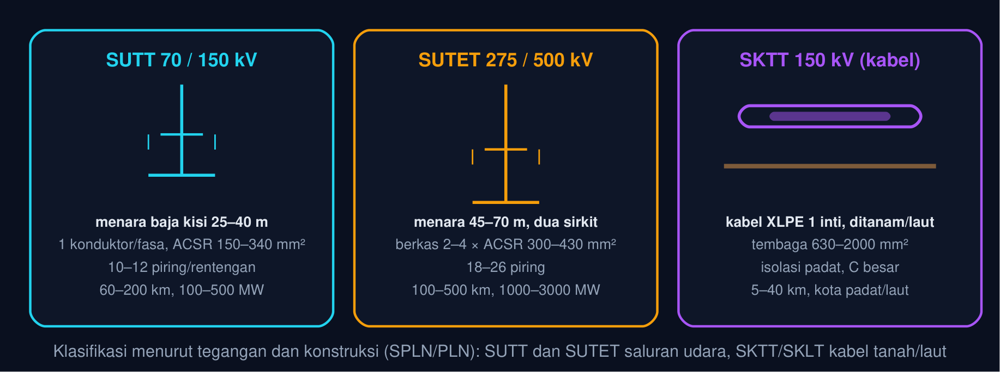 SUTT 70 / 150 kV
menara baja kisi 25–40 m
1 konduktor/fasa, ACSR 150–340 mm²
10–12 piring/rentengan
60–200 km, 100–500 MW
SUTET 275 / 500 kV
menara 45–70 m, dua sirkit
berkas 2–4 × ACSR 300–430 mm²
18–26 piring
100–500 km, 1000–3000 MW
SKTT 150 kV (kabel)
kabel XLPE 1 inti, ditanam/laut
tembaga 630–2000 mm²
isolasi padat, C besar
5–40 km, kota padat/laut
Klasifikasi menurut tegangan dan konstruksi (SPLN/PLN): SUTT dan SUTET saluran udara, SKTT/SKLT kabel tanah/laut